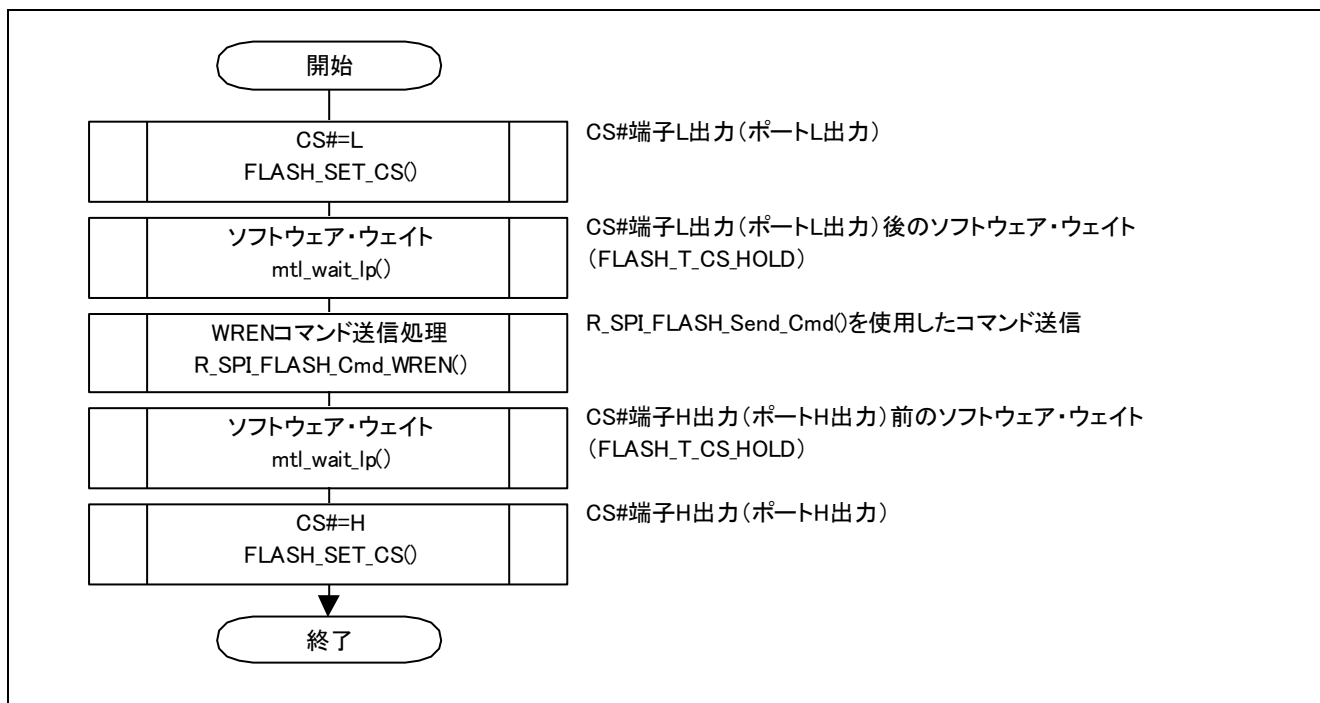 開始
CS#=L
FLASH_SET_CS()
CS#端子L出力(ポートL出力)
ソフトウェア・ウェイト
mtl_wait_lp()
CS#端子L出力(ポートL出力)後のソフトウェア・ウェイト
(FLASH_T_CS_HOLD)
WRENコマンド送信処理
R_SPI_FLASH_Cmd_WREN()
R_SPI_FLASH_Send_Cmd()を使用したコマンド送信
ソフトウェア・ウェイト
mtl_wait_lp()
CS#端子H出力(ポートH出力)前のソフトウェア・ウェイト
(FLASH_T_CS_HOLD)
CS#=H
FLASH_SET_CS()
CS#端子H出力(ポートH出力)
終了